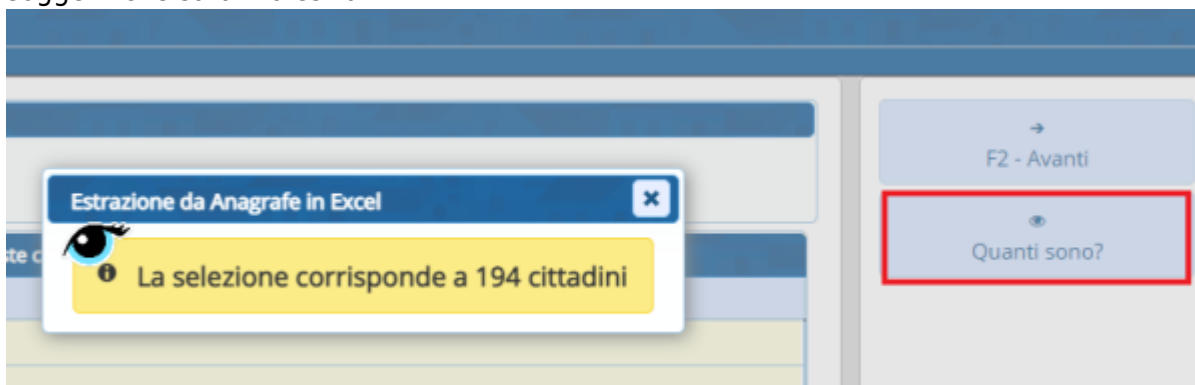 F2 - Avanti
Estrazione da Anagrafe in Excel
La selezione corrisponde a 194 cittadini
Quanti sono?